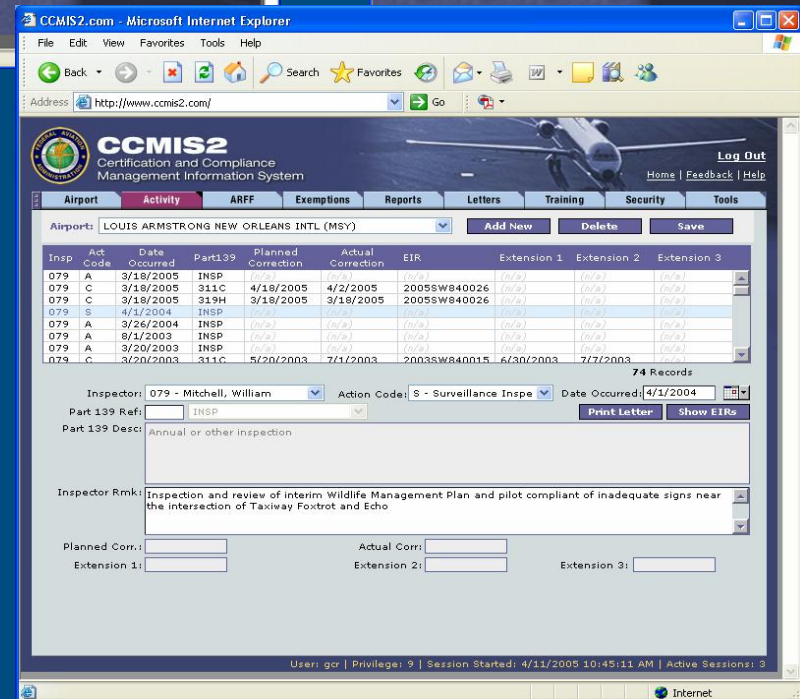 CCMIS2.com - Microsoft Internet Explorer
File Edit View Favorites Tools Help
Back Search Favorites
Address http://www.ccmis2.com/ Go
CCMIS2
Certification and Compliance
Management Information System
Log Out
Home | Feedback | Help
Airport Activity ARFF Exemptions Reports Letters Training Security Tools
Airport: LOUIS ARMSTRONG NEW ORLEANS INTL (MSY) Add New Delete Save
Insp Act Code Date Occurred Part139 Planned Correction Actual Correction EIR Extension 1 Extension 2 Extension 3
079 A 3/18/2005 INSP (n/a) (n/a) (n/a) (n/a) (n/a) (n/a)
079 C 3/18/2005 311C 4/18/2005 4/2/2005 2005SW840026 (n/a) (n/a) (n/a)
079 C 3/18/2005 319H 3/18/2005 3/18/2005 2005SW840026 (n/a) (n/a) (n/a)
079 S 4/1/2004 INSP (n/a) (n/a) (n/a) (n/a) (n/a) (n/a)
079 A 3/26/2004 INSP (n/a) (n/a) (n/a) (n/a) (n/a) (n/a)
079 A 8/1/2003 INSP (n/a) (n/a) (n/a) (n/a) (n/a) (n/a)
079 A 3/20/2003 INSP (n/a) (n/a) (n/a) (n/a) (n/a) (n/a)
079 C 3/20/2003 311C 5/20/2003 7/1/2003 2003SW840015 6/30/2003 7/7/2003 (n/a)
74 Records
Inspector: 079 - Mitchell, William Action Code: S - Surveillance Inspe Date Occurred: 4/1/2004
Part 139 Ref: INSP Print Letter Show EIRs
Part 139 Desc: Annual or other inspection
Inspector Rmk: Inspection and review of interim Wildlife Management Plan and pilot compliant of inadequate signs near
the intersection of Taxiway Foxtrot and Echo
Planned Corr.: Actual Corr:
Extension 1: Extension 2: Extension 3:
User: gcr | Privilege: 9 | Session Started: 4/11/2005 10:45:11 AM | Active Sessions: 3
Internet